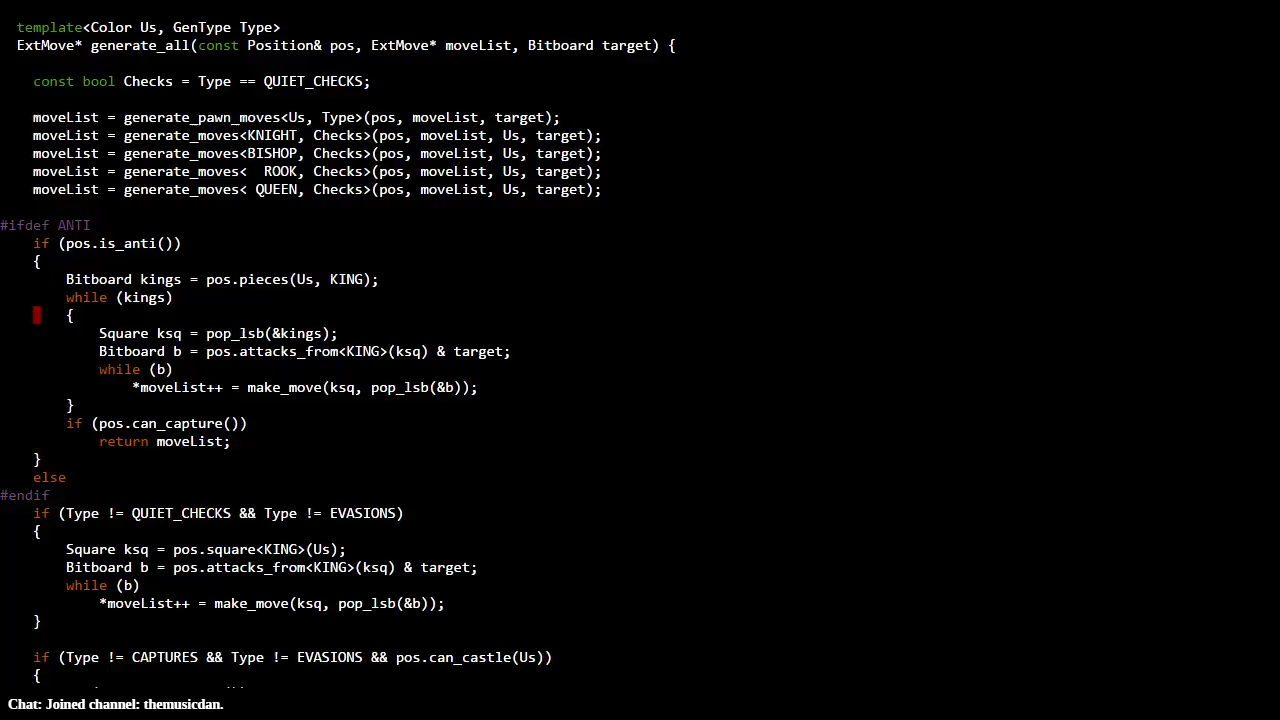 template<Color Us, GenType Type>
ExtMove* generate_all(const Position& pos, ExtMove* moveList, Bitboard target) {
const bool Checks = Type == QUIET_CHECKS;
moveList = generate_pawn_moves<Us, Type>(pos, moveList, target);
moveList = generate_moves<KNIGHT, Checks>(pos, moveList, Us, target);
moveList = generate_moves<BISHOP, Checks>(pos, moveList, Us, target);
moveList = generate_moves<  ROOK, Checks>(pos, moveList, Us, target);
moveList = generate_moves< QUEEN, Checks>(pos, moveList, Us, target);
#ifdef ANTI
if (pos.is_anti())
{
Bitboard kings = pos.pieces(Us, KING);
while (kings)
{
Square ksq = pop_lsb(&kings);
Bitboard b = pos.attacks_from<KING>(ksq) & target;
while (b)
*moveList++ = make_move(ksq, pop_lsb(&b));
}
if (pos.can_capture())
return moveList;
}
else
#endif
if (Type != QUIET_CHECKS && Type != EVASIONS)
{
Square ksq = pos.square<KING>(Us);
Bitboard b = pos.attacks_from<KING>(ksq) & target;
while (b)
*moveList++ = make_move(ksq, pop_lsb(&b));
}
if (Type != CAPTURES && Type != EVASIONS && pos.can_castle(Us))
{
Chat: Joined channel: themusicdan.